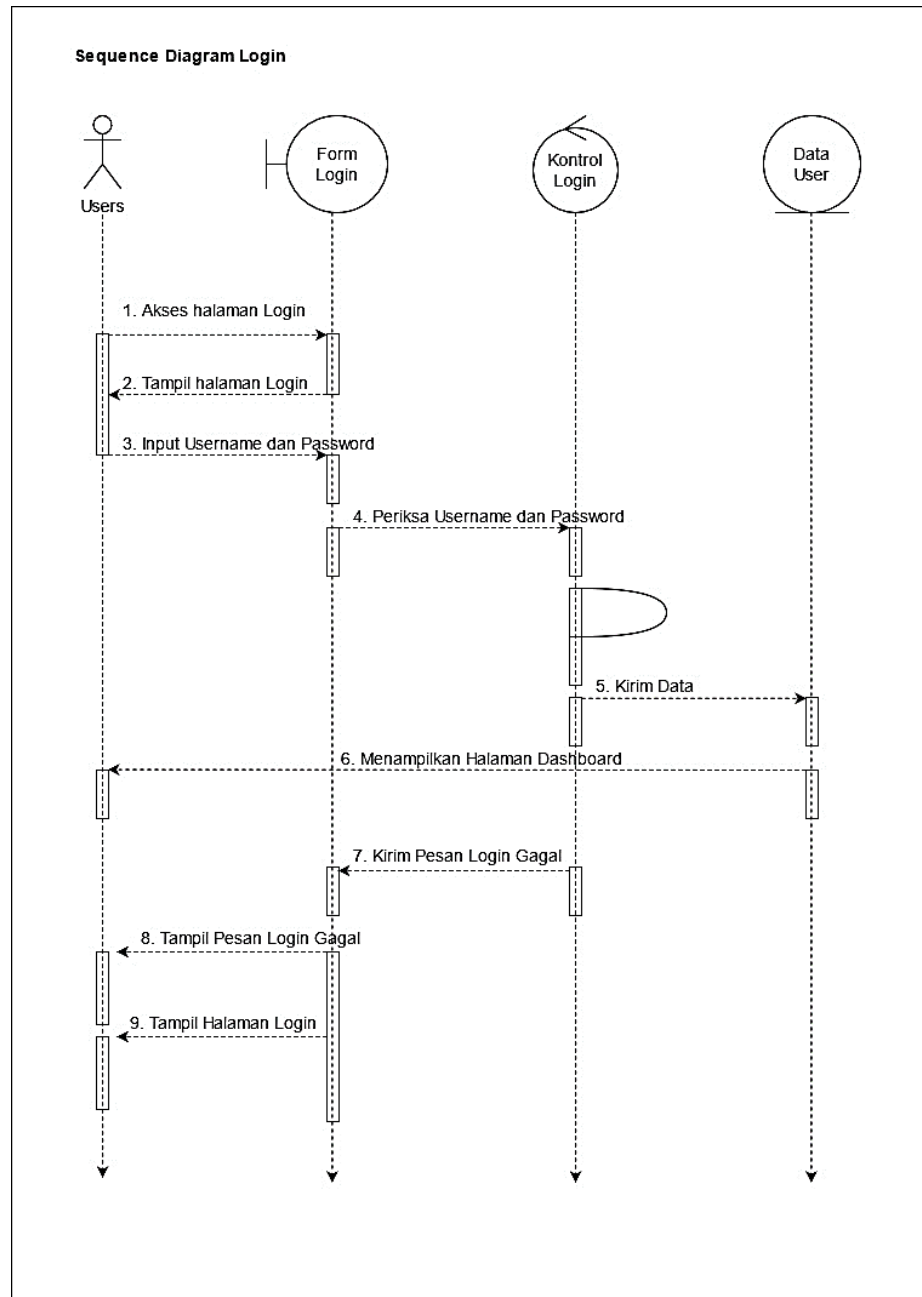 Sequence Diagram Login
Users
Form
Login
Kontrol
Login
Data
User
1. Akses halaman Login
2. Tampil halaman Login
3. Input Username dan Password
4. Periksa Username dan Password
5. Kirim Data
6. Menampilkan Halaman Dashboard
7. Kirim Pesan Login Gagal
8. Tampil Pesan Login Gagal
9. Tampil Halaman Login